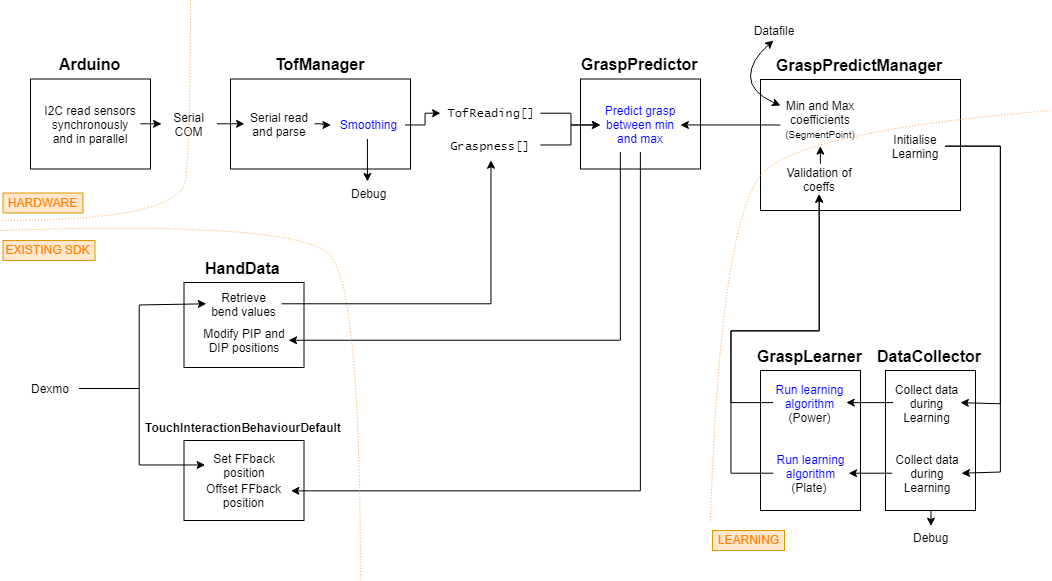 Datafile
Arduino
TofManager
GraspPredictor
GraspPredictManager
I2C read sensors
synchronously
and in parallel
Serial
COM
Serial read
and parse
Smoothing
Debug
TofReading[]
Graspness[]
Predict grasp
between min
and max
Min and Max
coefficients
(SegmentPoint)
Initialise
Learning
Validation of
coeffs
HARDWARE
EXISTING SDK
HandData
Retrieve
bend values
Modify PIP and
DIP positions
Dexmo
TouchInteractionBehaviourDefault
Set FFback
position
Offset FFback
position
GraspLearner
DataCollector
Run learning
algorithm
(Power)
Collect data
during
Learning
Run learning
algorithm
(Plate)
Collect data
during
Learning
LEARNING
Debug